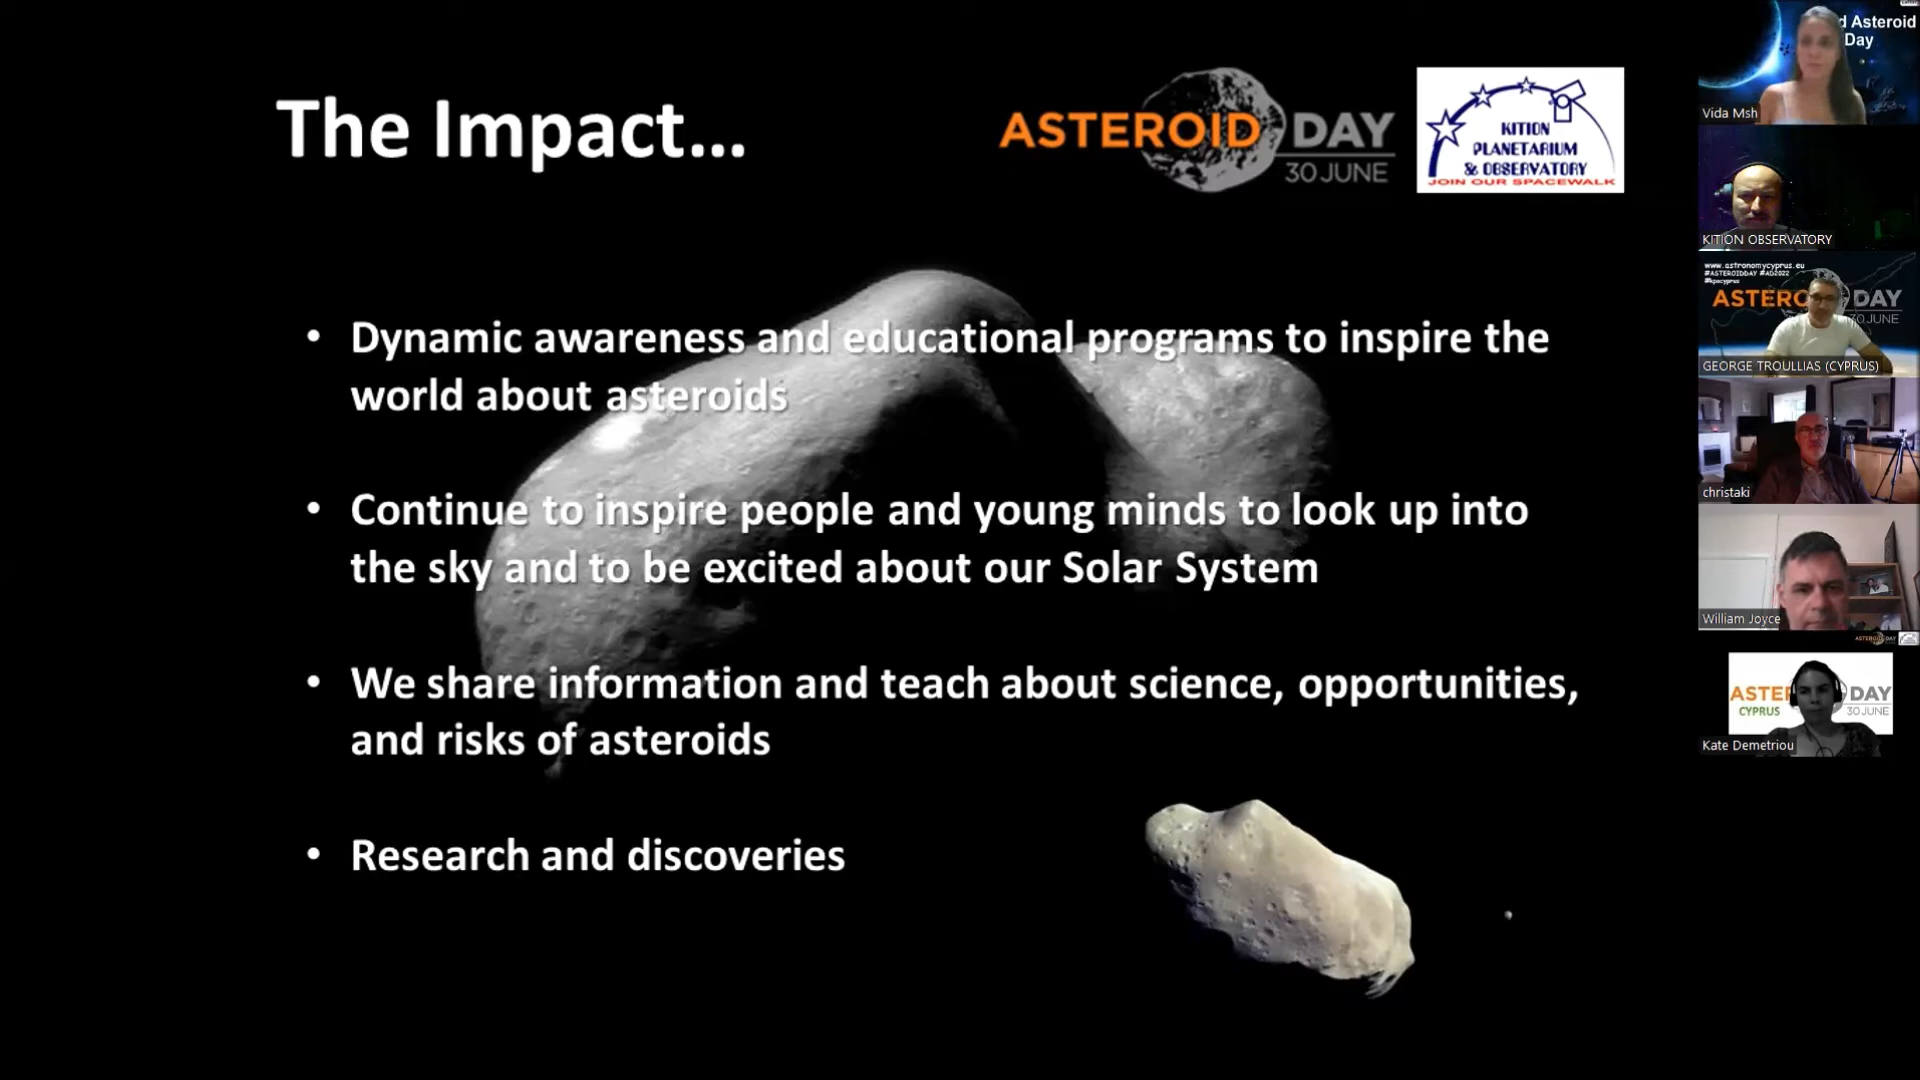 The Impact...
ASTEROID DAY
30 JUNE
KITION
PLANETARIUM
& OBSERVATORY
JOIN OUR SPACEWALK
• Dynamic awareness and educational programs to inspire the
world about asteroids
• Continue to inspire people and young minds to look up into
the sky and to be excited about our Solar System
• We share information and teach about science, opportunities,
and risks of asteroids
• Research and discoveries
d Asteroid
Day
Vida Msh
KITION OBSERVATORY
www.astronomycyprus.eu
#ASTEROIDDAY #AD2022
#kpocyprus
ASTERO DAY
30 JUNE
GEORGE TROULLIAS (CYPRUS)
christaki
William Joyce
ASTEROID DAY
ASTE DAY
CYPRUS 30 JUNE
Kate Demetriou